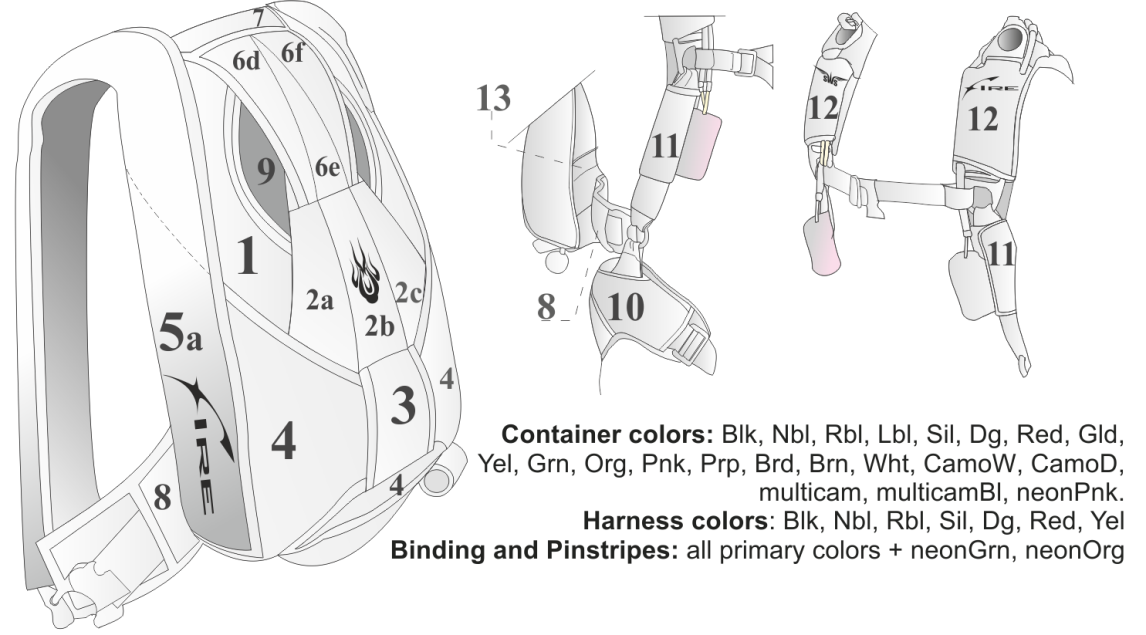 7
6d
6f
9
6e
1
2a
2c
2b
5a
FIRE
4
3
4
8
4
13
11
8
10
12
12
FIRE
11
Container colors: Blk, Nbl, Rbl, Lbl, Sil, Dg, Red, Gld,
Yel, Grn, Org, Pnk, Prp, Brd, Brn, Wht, CamoW, CamoD,
multicam, multicamBl, neonPnk.
Harness colors: Blk, Nbl, Rbl, Sil, Dg, Red, Yel
Binding and Pinstripes: all primary colors + neonGrn, neonOrg